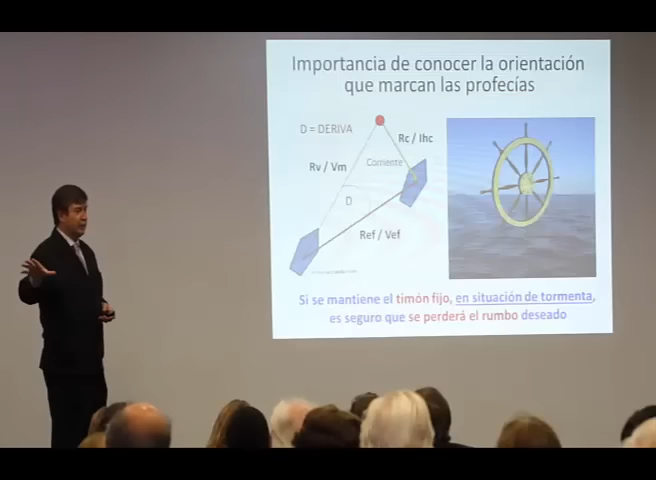 Importancia de conocer la orientación
que marcan las profecías
D = DERIVA
Rc / Ihc
Rv / Vm
Corriente
D
Ref / Vef
Si se mantiene el timón fijo, en situación de tormenta,
es seguro que se perderá el rumbo deseado